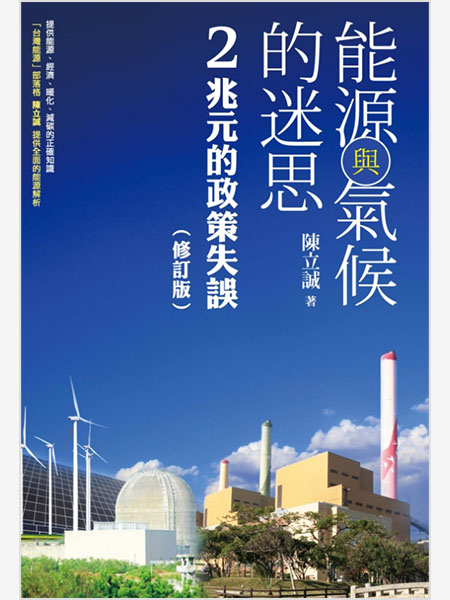 能源與氣候
的迷思
陳立誠 著
2兆元的政策失誤
（修訂版）
提供能源、經濟、暖化、減碳的正確知識
「台灣能源」部落格 陳立誠 提供全面的能源解析